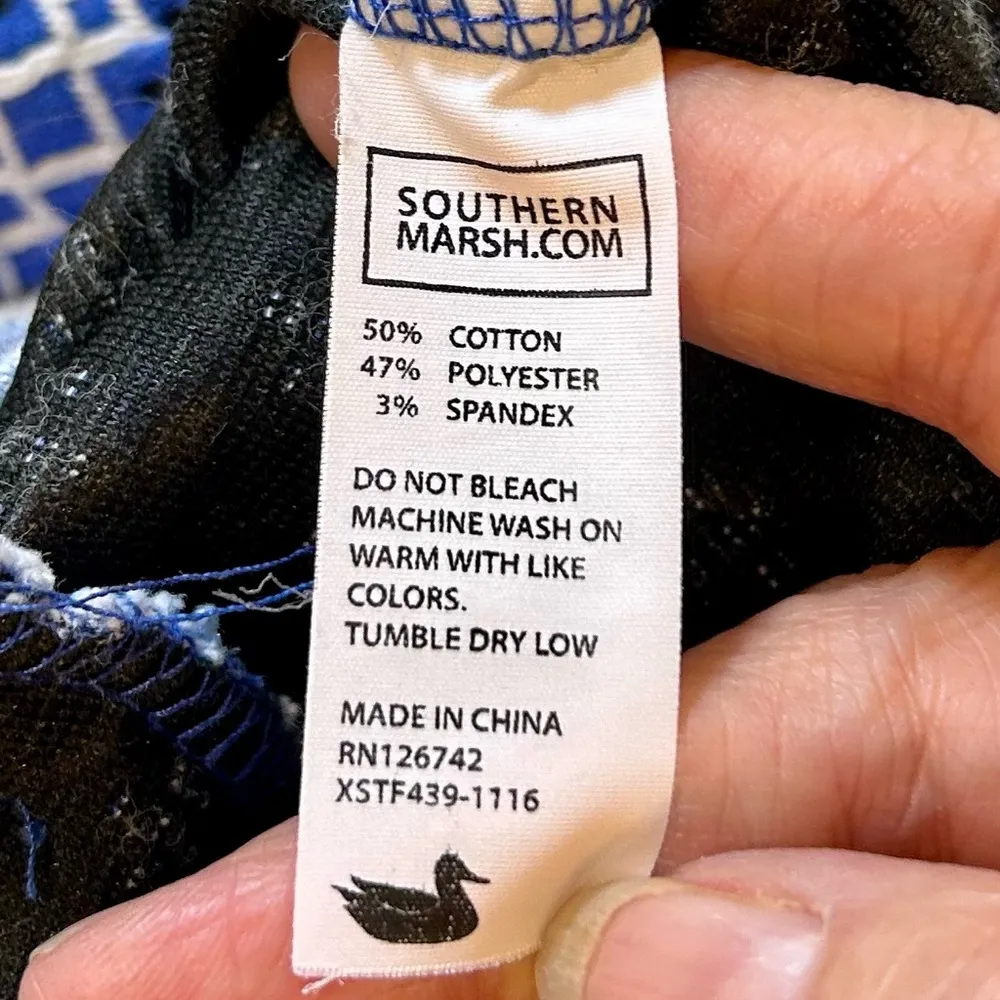 SOUTHERN
MARSH.COM
50% COTTON
47% POLYESTER
3% SPANDEX
DO NOT BLEACH
MACHINE WASH ON
WARM WITH LIKE
COLORS.
TUMBLE DRY LOW
MADE IN CHINA
RN126742
XSTF439-1116